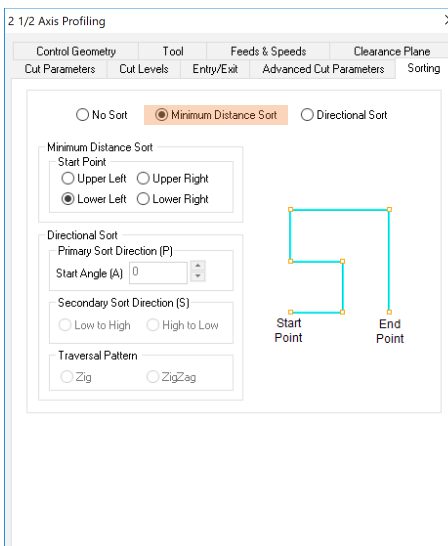 2 1/2 Axis Profiling
Control Geometry Tool Feeds & Speeds Clearance Plane
Cut Parameters Cut Levels Entry/Exit Advanced Cut Parameters Sorting
No Sort Minimum Distance Sort Directional Sort
Minimum Distance Sort
Start Point
Upper Left Upper Right
Lower Left Lower Right
Directional Sort
Primary Sort Direction (P)
Start Angle (A) 0
Secondary Sort Direction (S)
Low to High High to Low
Traversal Pattern
Zig ZigZag
Start Point
End Point